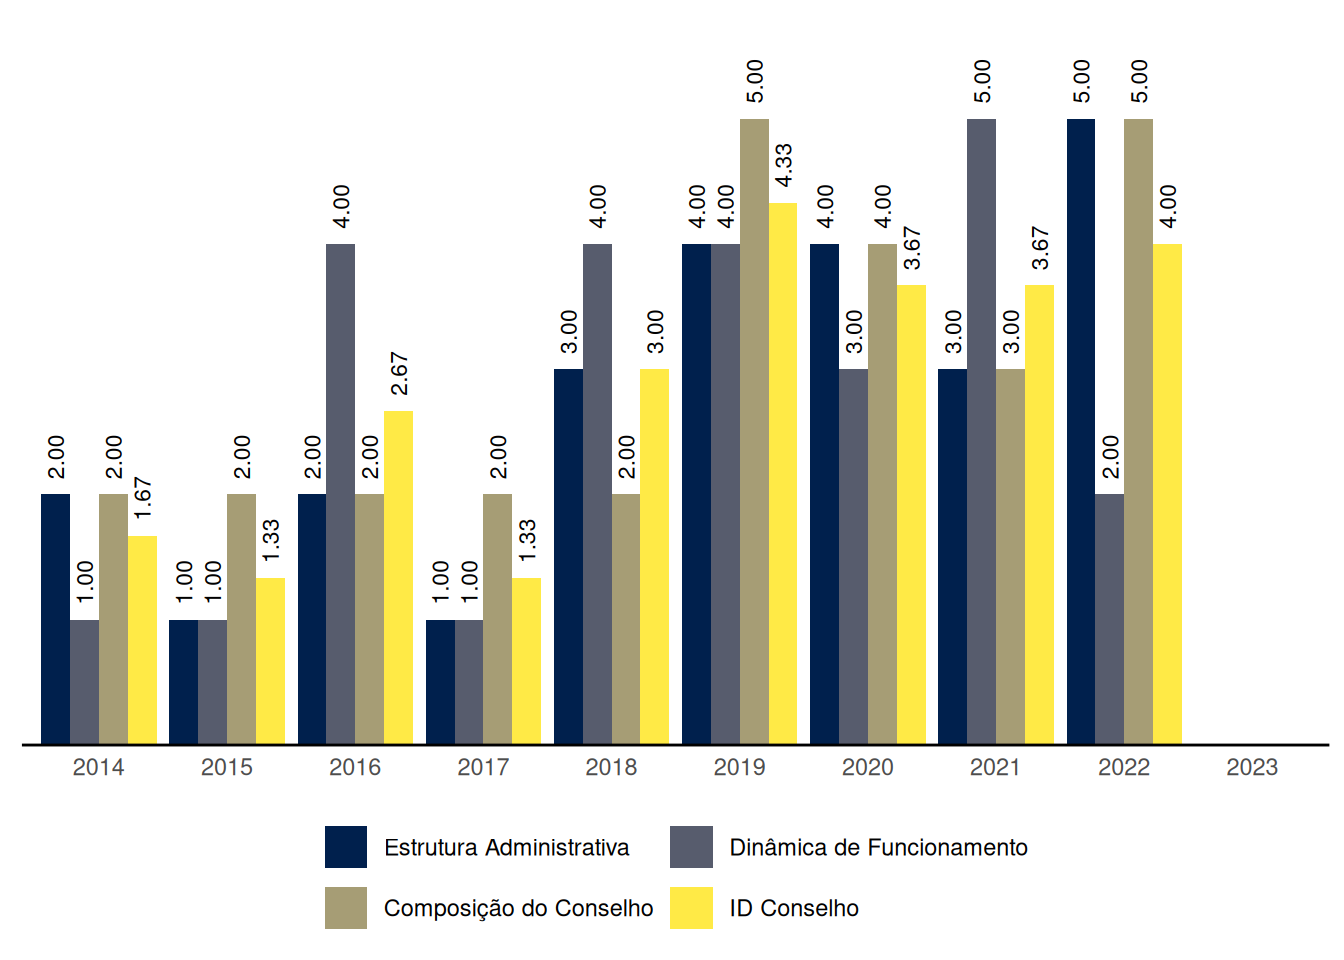 2.00 1.00 2.00 1.67
1.00 1.00 2.00 1.33
2.00 4.00 2.00 2.67
1.00 1.00 2.00 1.33
3.00 4.00 2.00 3.00
4.00 4.00 5.00 4.33
4.00 3.00 4.00 3.67
3.00 5.00 3.00 3.67
5.00 2.00 5.00 4.00
2014 2015 2016 2017 2018 2019 2020 2021 2022 2023
Estrutura Administrativa Dinâmica de Funcionamento
Composição do Conselho ID Conselho